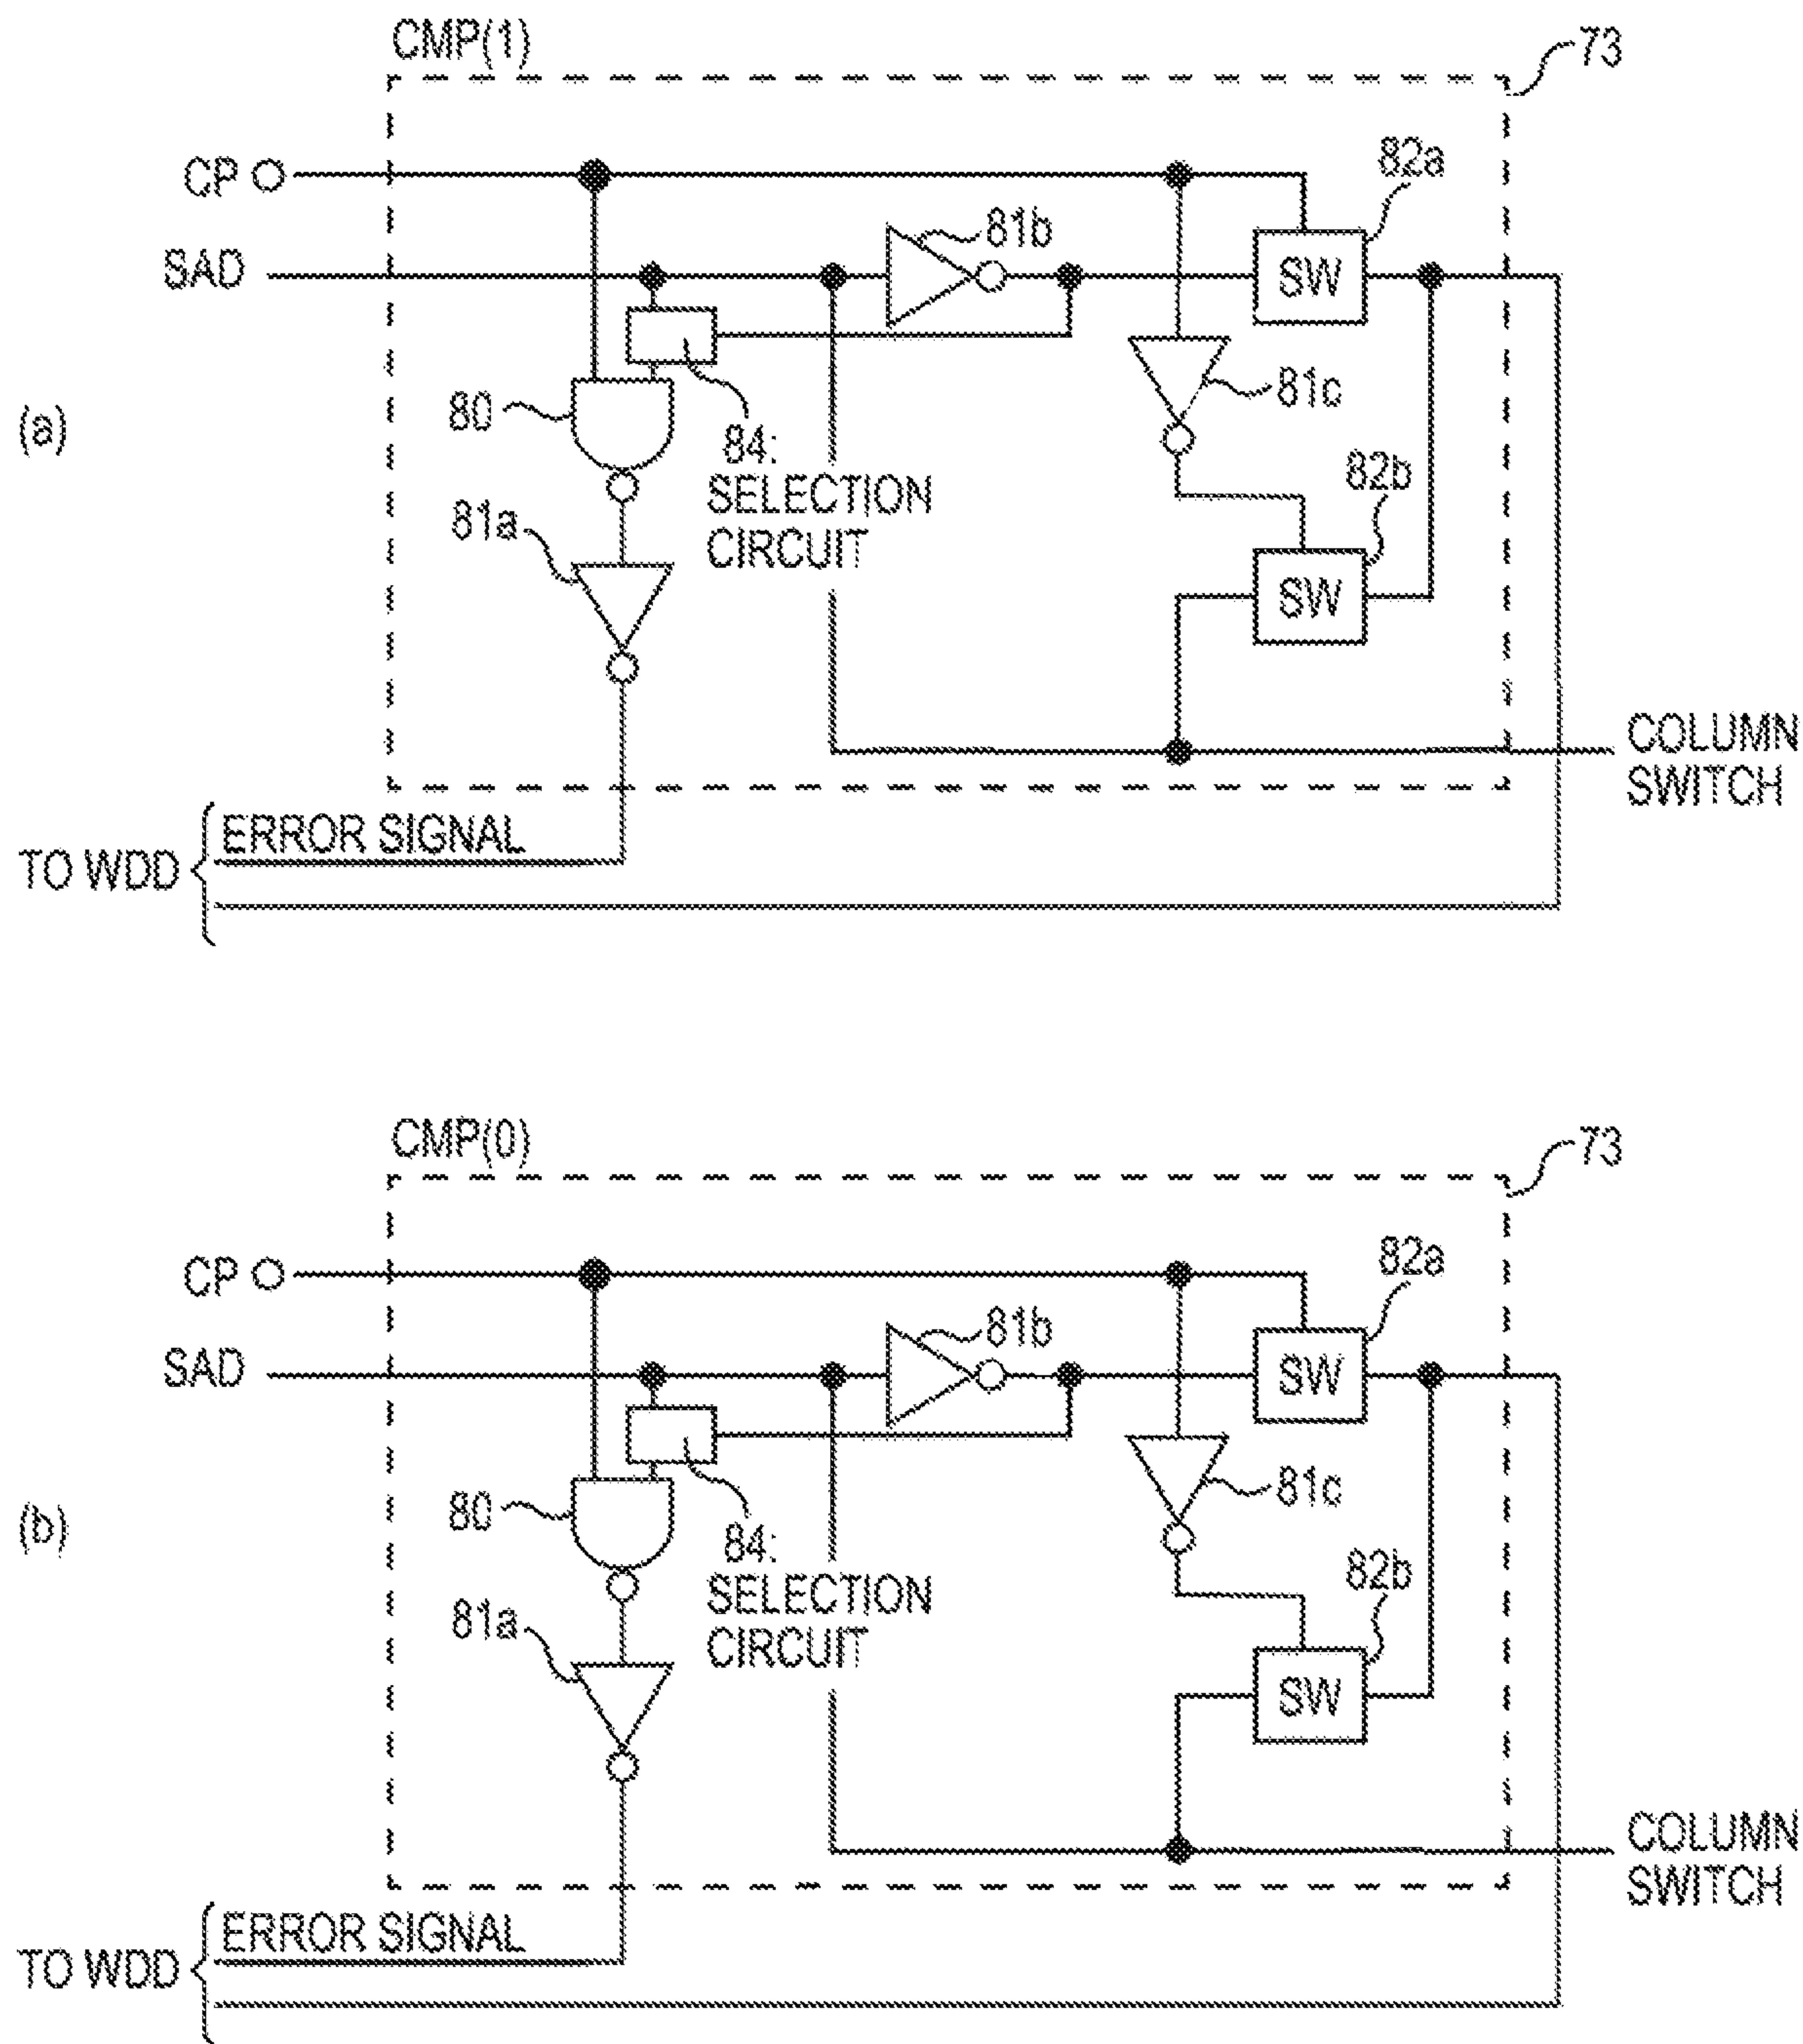 CMP(1)
73
CP
82a
SAD
81b
SW
(a)
80
81c
84:
SELECTION
CIRCUIT
81a
82b
SW
COLUMN
SWITCH
ERROR SIGNAL
TO WDD
CMP(0)
73
CP
82a
SAD
81b
SW
(b)
80
81c
84:
SELECTION
CIRCUIT
81a
82b
SW
COLUMN
SWITCH
ERROR SIGNAL
TO WDD